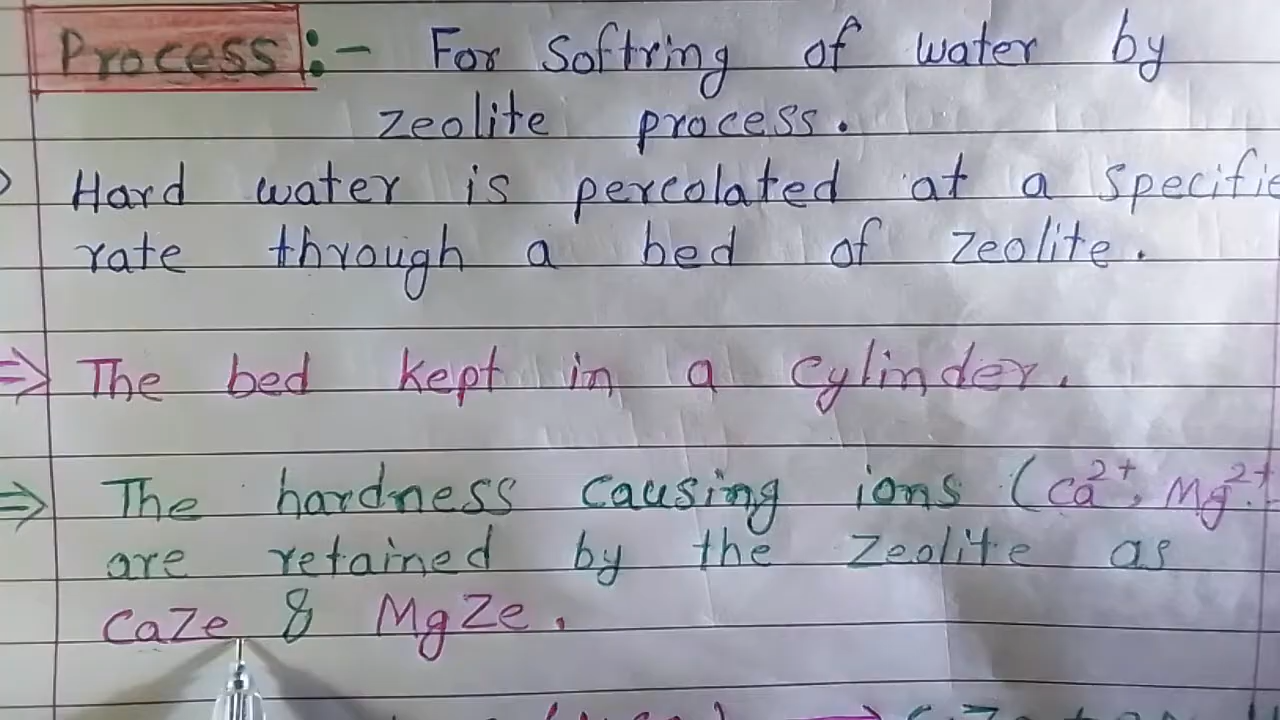 Process :- For Softring of water by
zeolite process.
Hard water is percolated at a specific
rate through a bed of zeolite.
⇒ The bed kept in a cylinder.
⇒ The hardness causing ions (Ca²⁺, Mg²⁺
are retained by the zeolite as
CaZe & MgZe.